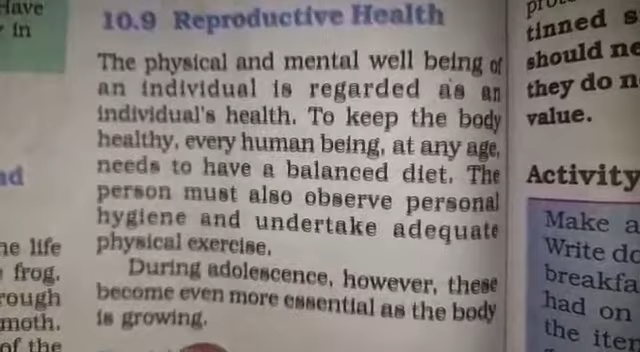 Have
in
nd
he life
frog.
rough
moth.
of the
10.9 Reproductive Health
The physical and mental well being of
an individual is regarded as an
individual's health. To keep the body
healthy, every human being, at any age,
needs to have a balanced diet. The
person must also observe personal
hygiene and undertake adequate
physical exercise.
During adolescence, however, these
become even more essential as the body
is growing.
tinned s
should ne
they do n
value.
Activity
Make a
Write do
breakfa
had on
the iter